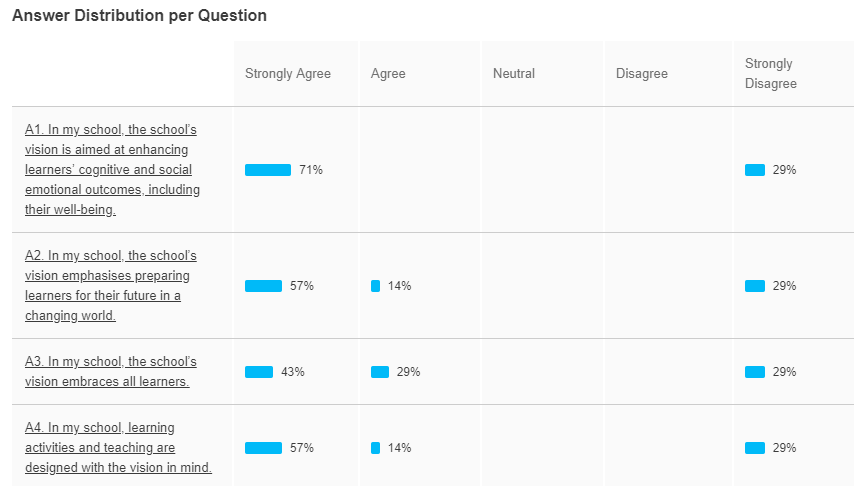 Answer Distribution per Question
Strongly Agree
Agree
Neutral
Disagree
Strongly
Disagree
A1. In my school, the school's
vision is aimed at enhancing
learners' cognitive and social
emotional outcomes, including
their well-being.
71%
29%
A2. In my school, the school's
vision emphasises preparing
learners for their future in a
changing world.
57%
14%
29%
A3. In my school, the school's
vision embraces all learners.
43%
29%
29%
A4. In my school, learning
activities and teaching are
designed with the vision in mind.
57%
14%
29%